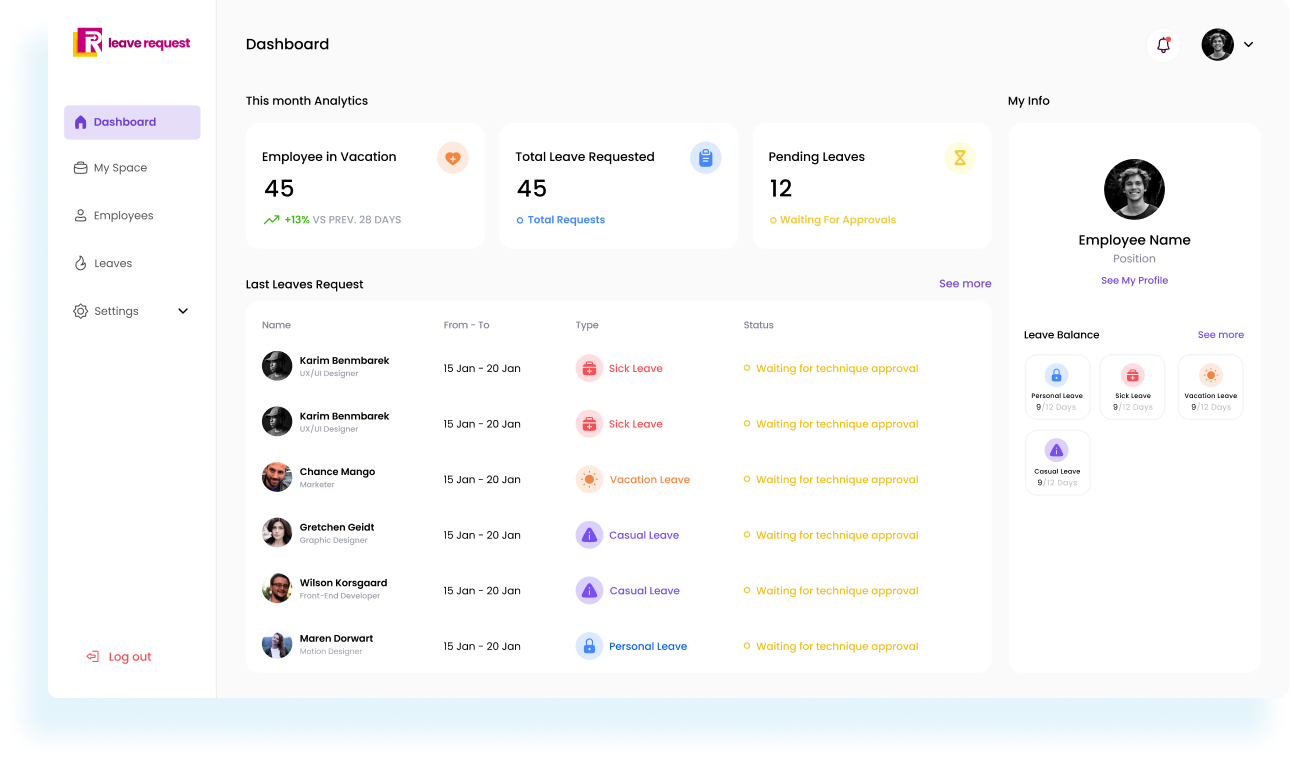 leave request
Dashboard
My Space
Employees
Leaves
Settings
Log out
Dashboard
This month Analytics
Employee in Vacation
45
+13% VS PREV. 28 DAYS
Total Leave Requested
45
Total Requests
Pending Leaves
12
Waiting For Approvals
Last Leaves Request
See more
Name From - To Type Status
Karim Benmbarek
UX/UI Designer
15 Jan - 20 Jan Sick Leave Waiting for technique approval
Karim Benmbarek
UX/UI Designer
15 Jan - 20 Jan Sick Leave Waiting for technique approval
Chance Mango
Marketer
15 Jan - 20 Jan Vacation Leave Waiting for technique approval
Gretchen Geidt
Graphic Designer
15 Jan - 20 Jan Casual Leave Waiting for technique approval
Wilson Korsgaard
Front-End Developer
15 Jan - 20 Jan Casual Leave Waiting for technique approval
Maren Dorwart
Motion Designer
15 Jan - 20 Jan Personal Leave Waiting for technique approval
My Info
Employee Name
Position
See My Profile
Leave Balance
See more
Personal Leave
9/12 Days
Sick Leave
9/12 Days
Vacation Leave
9/12 Days
Casual Leave
9/12 Days